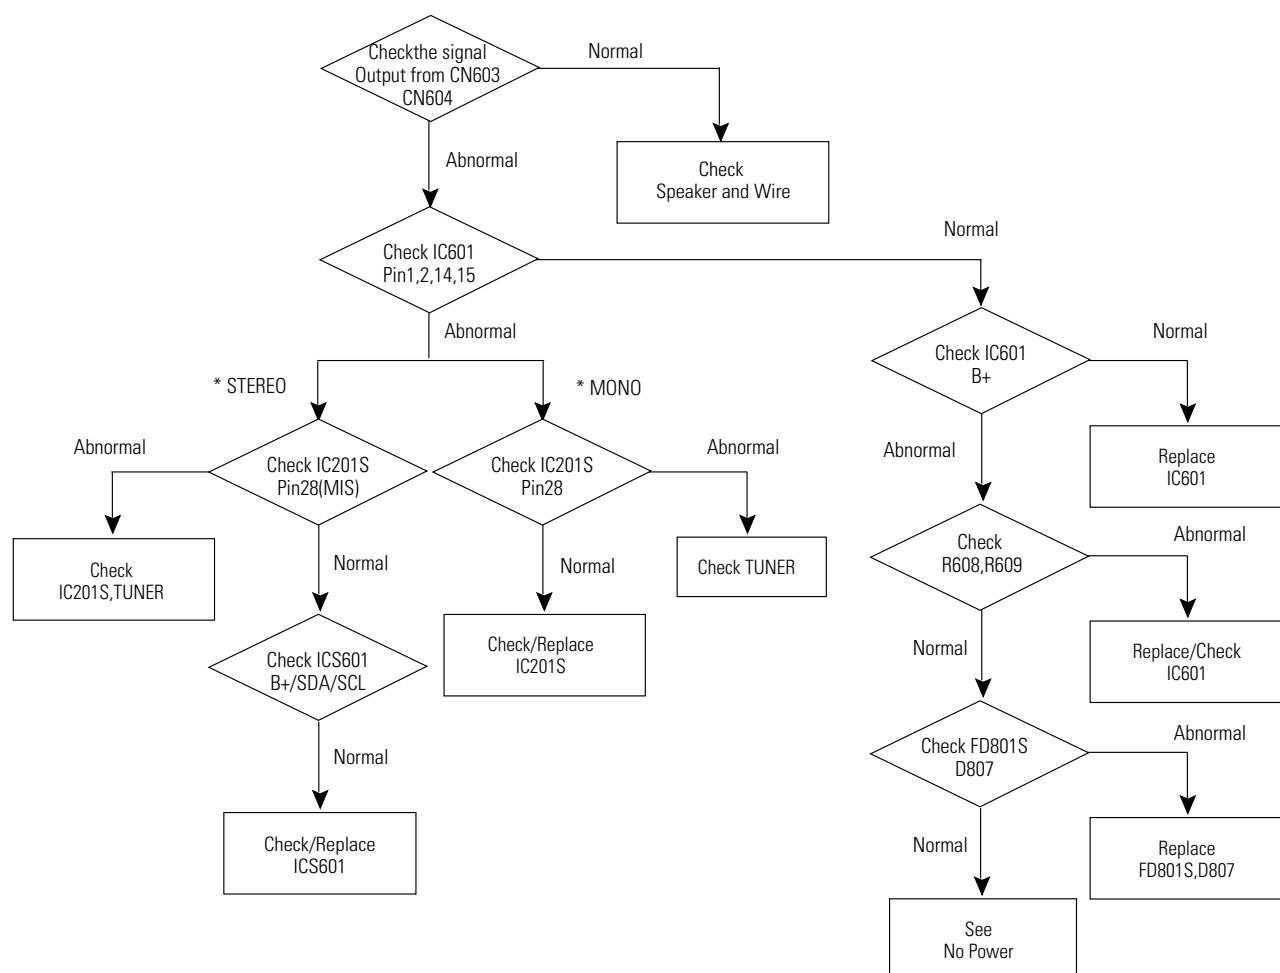 Checkthe signal
Output from CN603
CN604
Normal
Abnormal
Check
Speaker and Wire
Check IC601
Pin1,2,14,15
Normal
Abnormal
* STEREO
* MONO
Check IC601
B+
Normal
Abnormal
Replace
IC601
Abnormal
Check IC201S
Pin28(MIS)
Check IC201S
Pin28
Abnormal
Check
IC201S,TUNER
Normal
Normal
Check TUNER
Check
R608,R609
Abnormal
Normal
Replace/Check
IC601
Check ICS601
B+/SDA/SCL
Check/Replace
IC201S
Normal
Check FD801S
D807
Abnormal
Normal
Check/Replace
ICS601
Replace
FD801S,D807
See
No Power